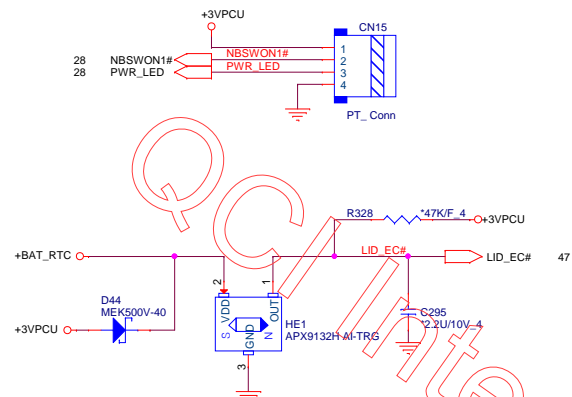 +3VPCU
CN15
28 NBSWON1# NBSWON1# 1
2
28 PWR_LED PWR_LED 3
4
PT_ Conn
R328 *47K/F_4 +3VPCU
+BAT_RTC LID_EC# LID_EC# 47
2 1
D44
MEK500V-40
VDD OUT
+3VPCU
S GND N
HE1
APX9132H AI-TRG
C295
*2.2U/10V_4
3
QCI Inte